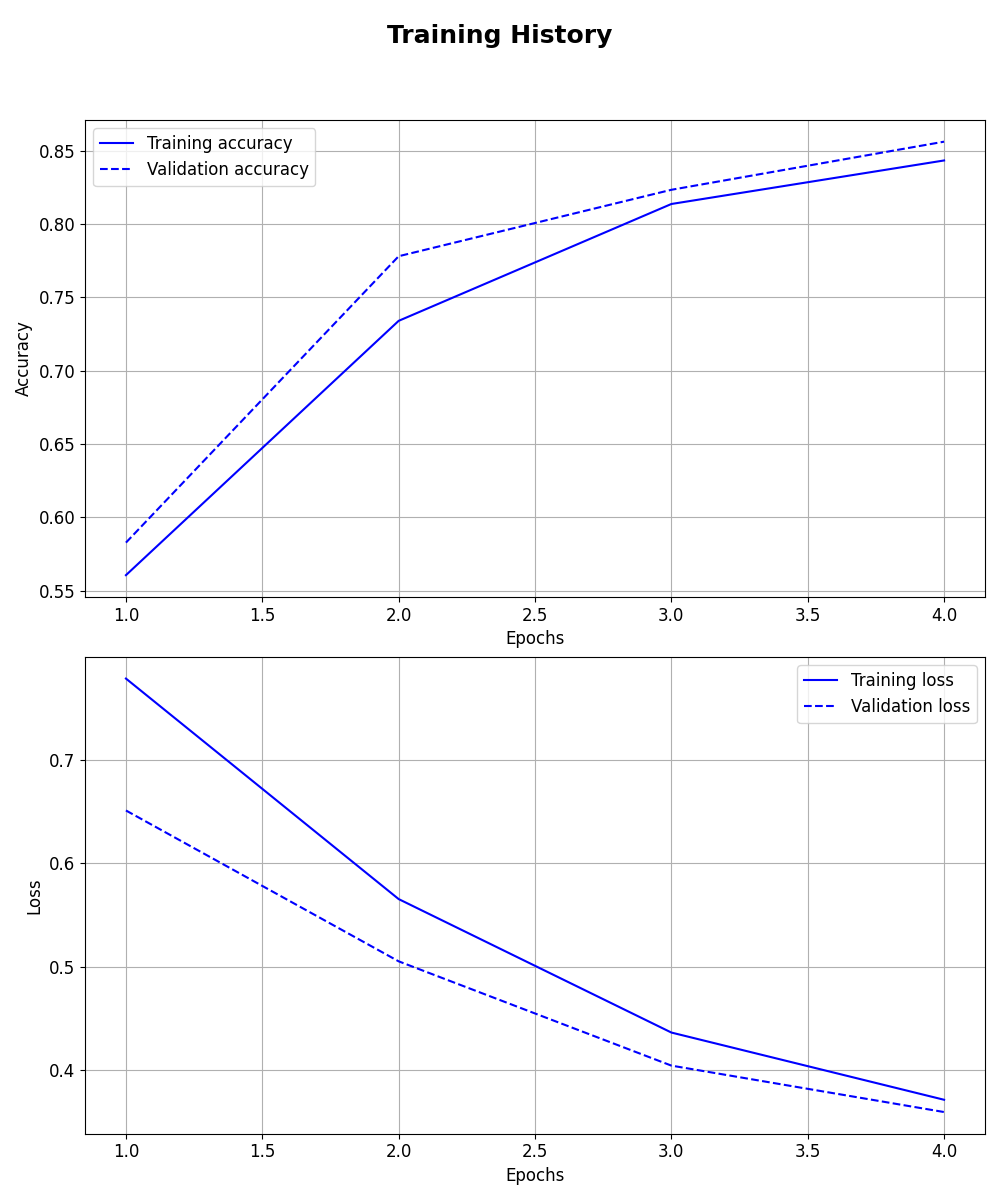 Training History
Training accuracy
Validation accuracy
0.85
0.80
0.75
0.70
0.65
0.60
0.55
Accuracy
1.0 1.5 2.0 2.5 3.0 3.5 4.0
Epochs
Training loss
Validation loss
0.7
0.6
0.5
0.4
Loss
1.0 1.5 2.0 2.5 3.0 3.5 4.0
Epochs